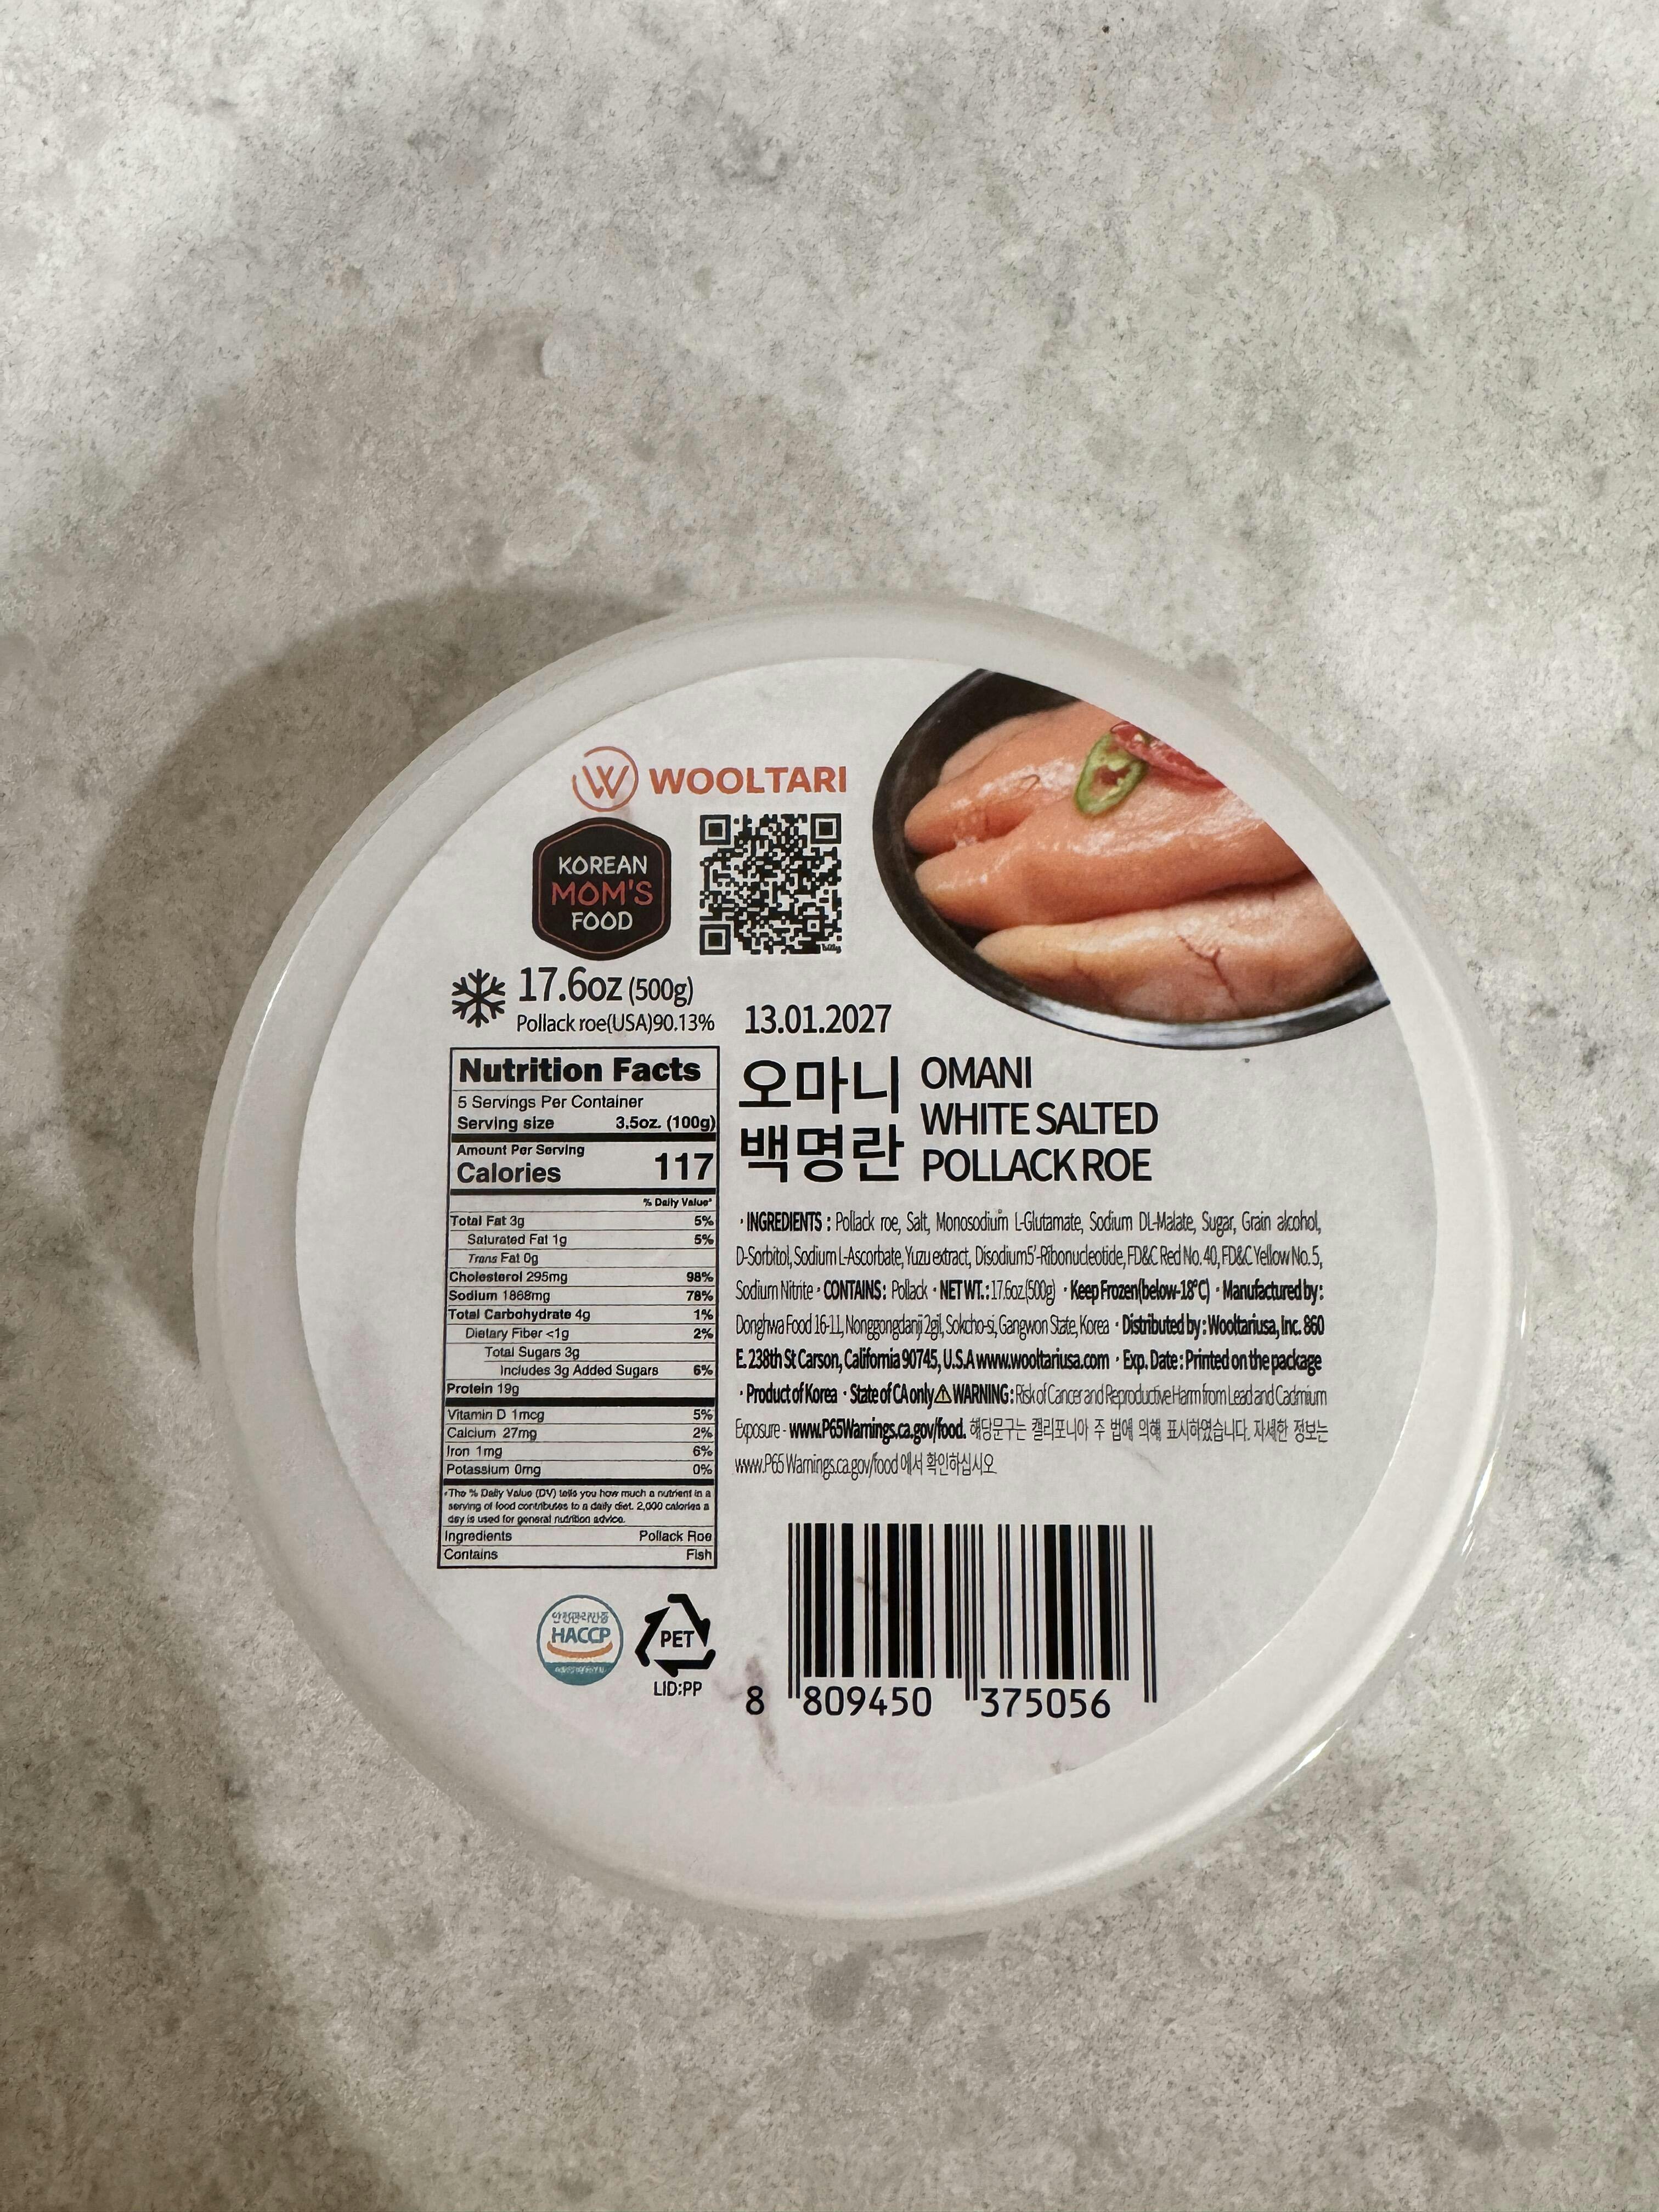 WOOLTARI
KOREAN
MOM'S
FOOD
17.6oz (500g)
Pollack roe(USA)90.13%
13.01.2027
Nutrition Facts
5 Servings Per Container
Serving size 3.5oz. (100g)
Amount Per Serving
Calories 117
% Daily Value*
Total Fat 3g 5%
Saturated Fat 1g 5%
Trans Fat 0g
Cholesterol 295mg 98%
Sodium 1868mg 78%
Total Carbohydrate 4g 1%
Dietary Fiber <1g 2%
Total Sugars 3g
Includes 3g Added Sugars 6%
Protein 19g
Vitamin D 1mcg 5%
Calcium 27mg 2%
Iron 1mg 6%
Potassium 0mg 0%
*The % Daily Value (DV) tells you how much a nutrient in a
serving of food contributes to a daily diet. 2,000 calories a
day is used for general nutrition advice.
Ingredients Pollack Roe
Contains Fish
오마니
백명란
OMANI
WHITE SALTED
POLLACK ROE
· INGREDIENTS : Pollack roe, Salt, Monosodium L-Glutamate, Sodium DL-Malate, Sugar, Grain alcohol,
D-Sorbitol, Sodium L-Ascorbate, Yuzu extract, Disodium5'-Ribonucleotide, FD&C Red No. 40, FD&C Yellow No. 5,
Sodium Nitrite · CONTAINS: Pollack · NET WT.: 17.6oz.(500g) · Keep Frozen(below-18°C) · Manufactured by:
Donghwa Food 16-11, Nonggongdanji 2gil, Sokcho-si, Gangwon State, Korea · Distributed by : Wooltariusa, Inc. 860
E. 238th St Carson, California 90745, U.S.A www.wooltariusa.com · Exp. Date : Printed on the package
· Product of Korea · State of CA only ⚠ WARNING: Risk of Cancer and Reproductive Harm from Lead and Cadmium
Exposure - www.P65Warnings.ca.gov/food. 해당문구는 캘리포니아 주 법에 의해 표시하였습니다. 자세한 정보는
www.P65 Warnings.ca.gov/food 에서 확인하십시오
안전관리인증
HACCP
PET
LID:PP
8 809450 375056